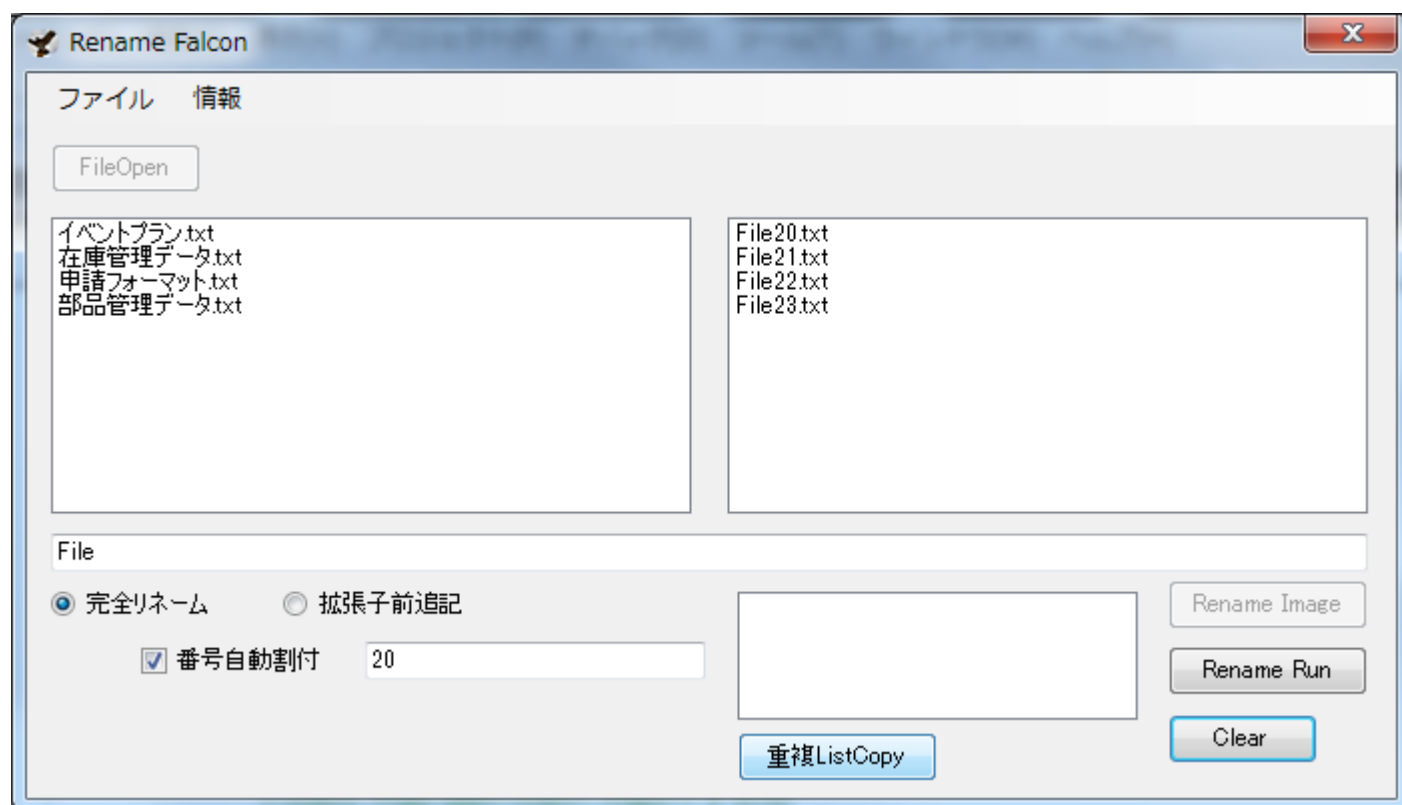 Rename Falcon
ファイル 情報
FileOpen
イベントプラン.txt
在庫管理データ.txt
申請フォーマット.txt
部品管理データ.txt
File20.txt
File21.txt
File22.txt
File23.txt
File
完全リネーム 拡張子前追記
番号自動割付 20
Rename Image
Rename Run
重複ListCopy
Clear